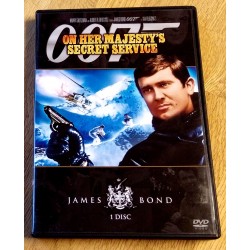 007
ON HER MAJESTY'S
SECRET SERVICE
JAMES BOND
1 DISC
DVD